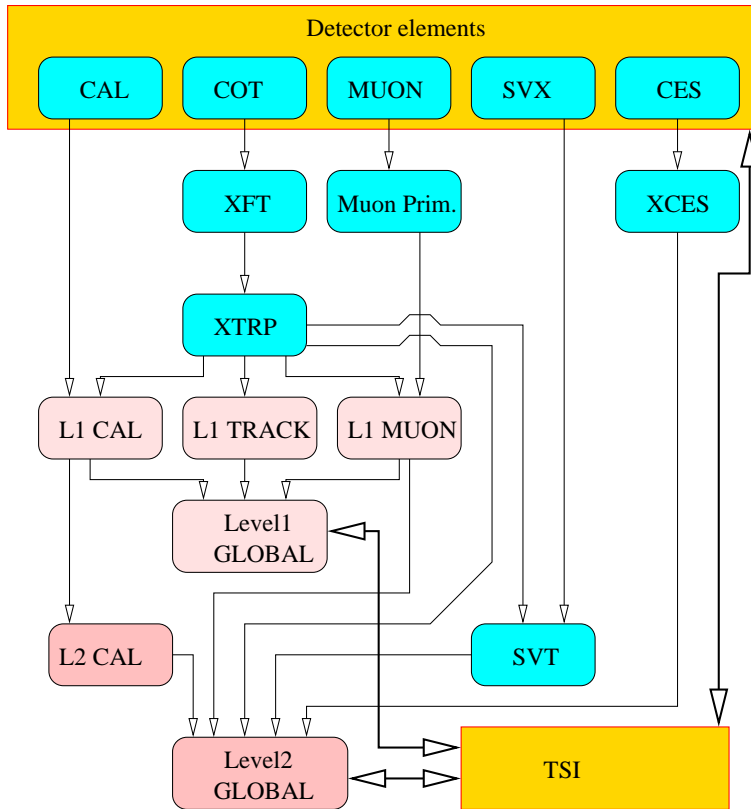 Detector elements
CAL
COT
MUON
SVX
CES
XFT
Muon Prim.
XCES
XTRP
L1 CAL
L1 TRACK
L1 MUON
Level1
GLOBAL
L2 CAL
SVT
Level2
GLOBAL
TSI